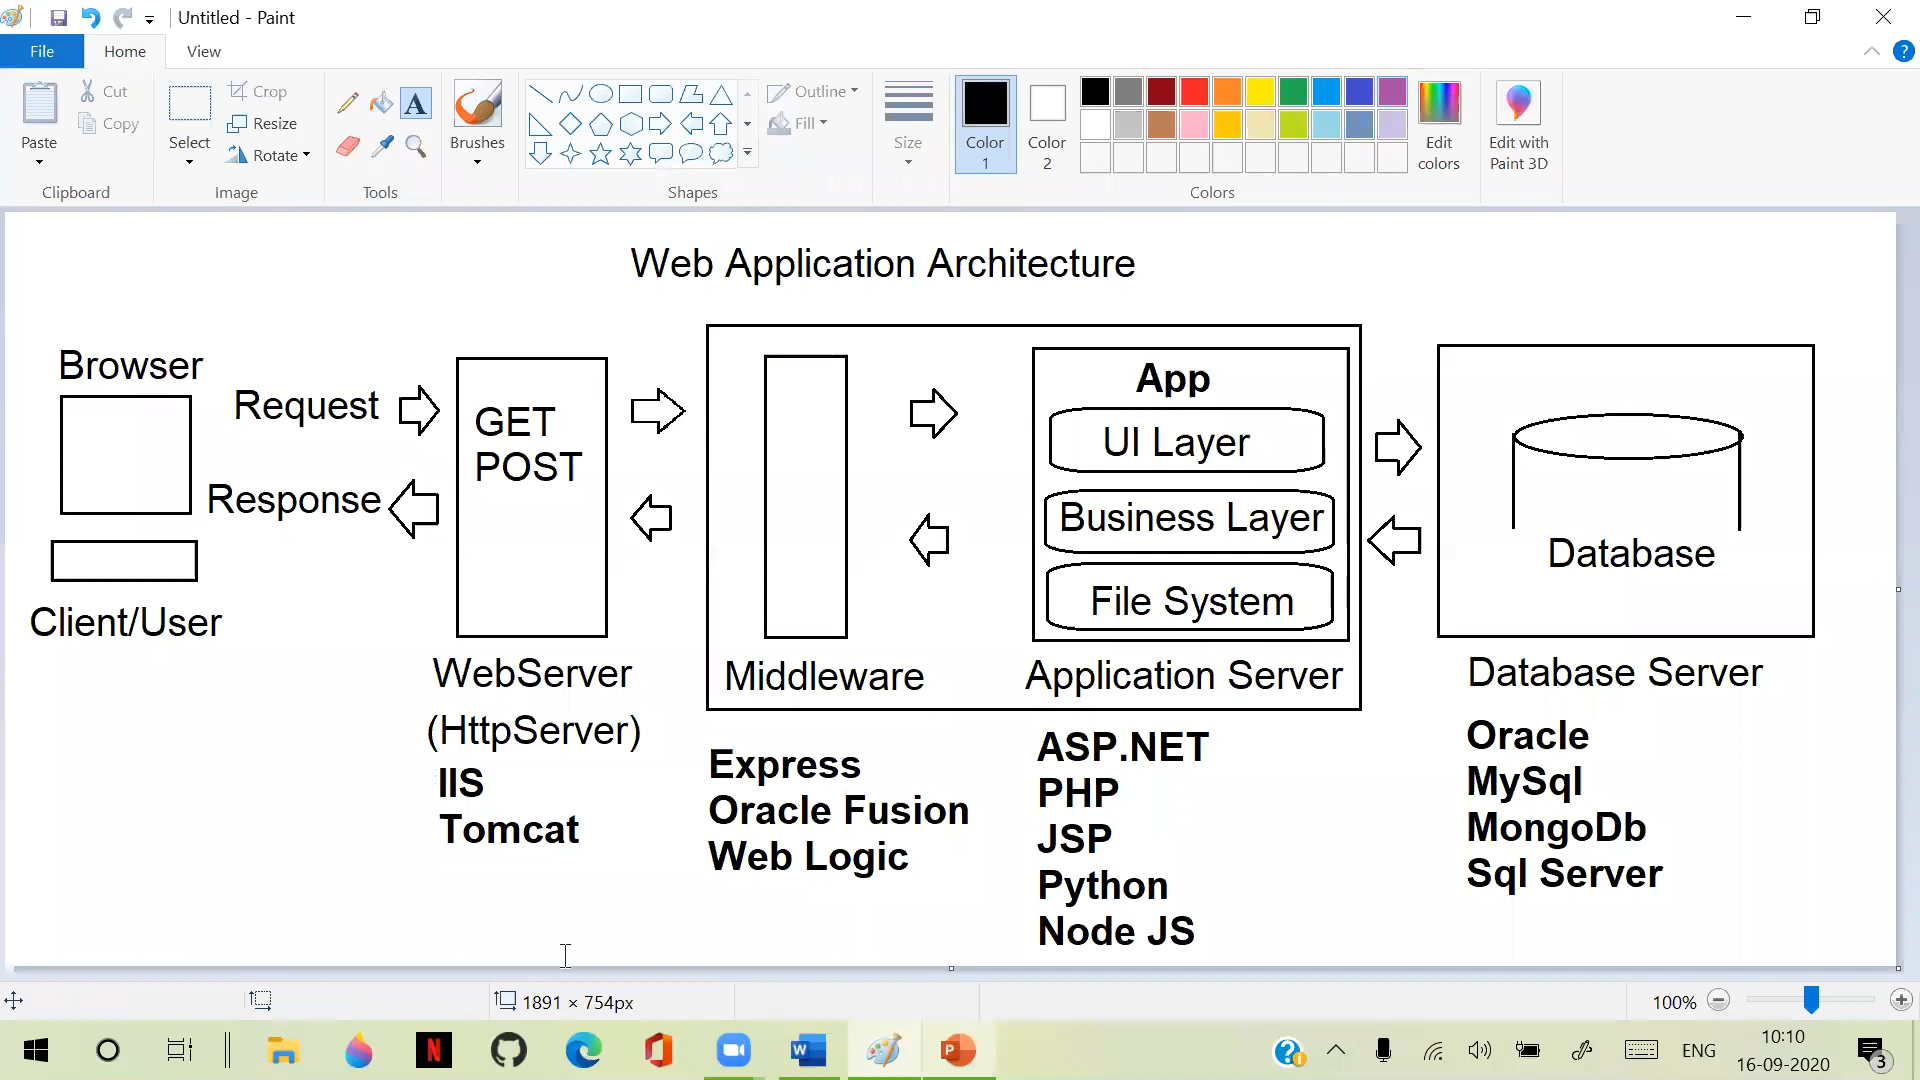 Untitled - Paint
File Home View
Paste
Cut
Copy
Clipboard
Select
Crop
Resize
Rotate
Image
A
Tools
Brushes
Outline
Fill
Shapes
Size
Color 1
Color 2
Edit colors
Colors
Edit with Paint 3D
?
Web Application Architecture
Browser
Request
Response
Client/User
GET
POST
WebServer
(HttpServer)
IIS
Tomcat
Middleware
Express
Oracle Fusion
Web Logic
App
UI Layer
Business Layer
File System
Application Server
ASP.NET
PHP
JSP
Python
Node JS
Database
Database Server
Oracle
MySql
MongoDb
Sql Server
1891 × 754px
100%
N
W
P
?
ENG
10:10
16-09-2020
3